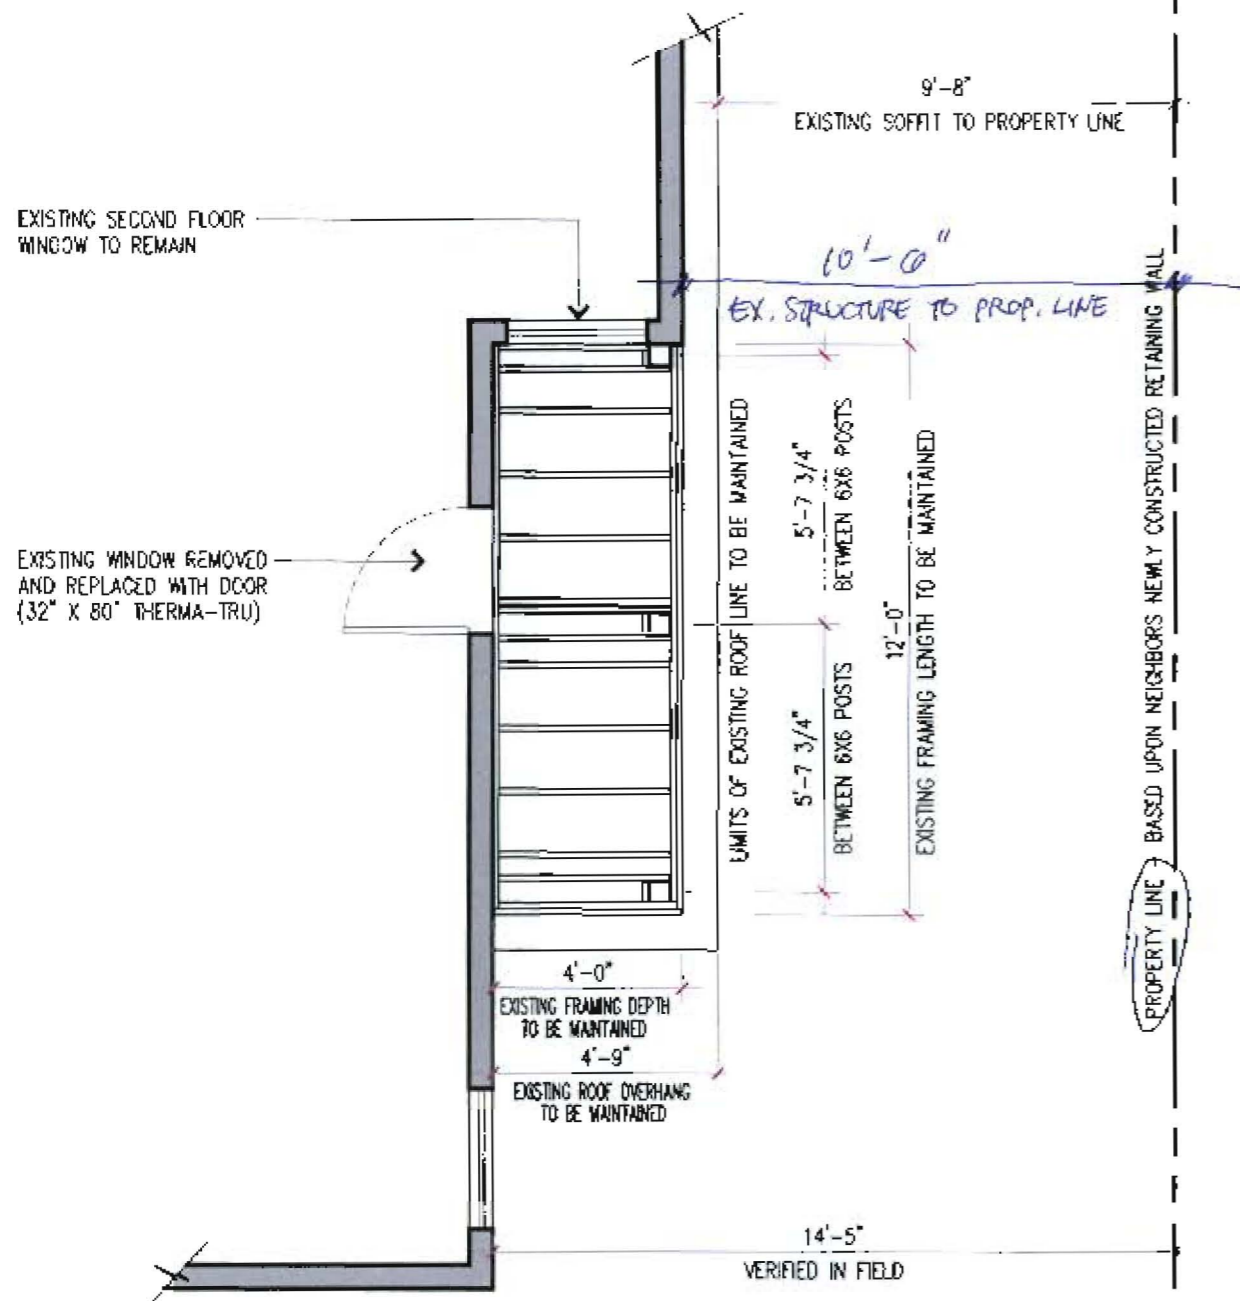 9'-8"
EXISTING SOFFIT TO PROPERTY LINE
EXISTING SECOND FLOOR
WINDOW TO REMAIN
10'-6"
EX. STRUCTURE TO PROP. LINE
EXISTING WINDOW REMOVED
AND REPLACED WITH DOOR
(32" X 80" THERMA-TRU)
LIMITS OF EXISTING ROOF LINE TO BE MAINTAINED
5'-7 3/4"
BETWEEN 6X6 POSTS
5'-7 3/4"
BETWEEN 6X6 POSTS
12'-0"
EXISTING FRAMING LENGTH TO BE MAINTAINED
PROPERTY LINE - BASED UPON NEIGHBORS NEWLY CONSTRUCTED RETAINING WALL
4'-0"
EXISTING FRAMING DEPTH
TO BE MAINTAINED
4'-9"
EXISTING ROOF OVERHANG
TO BE MAINTAINED
14'-5"
VERIFIED IN FIELD